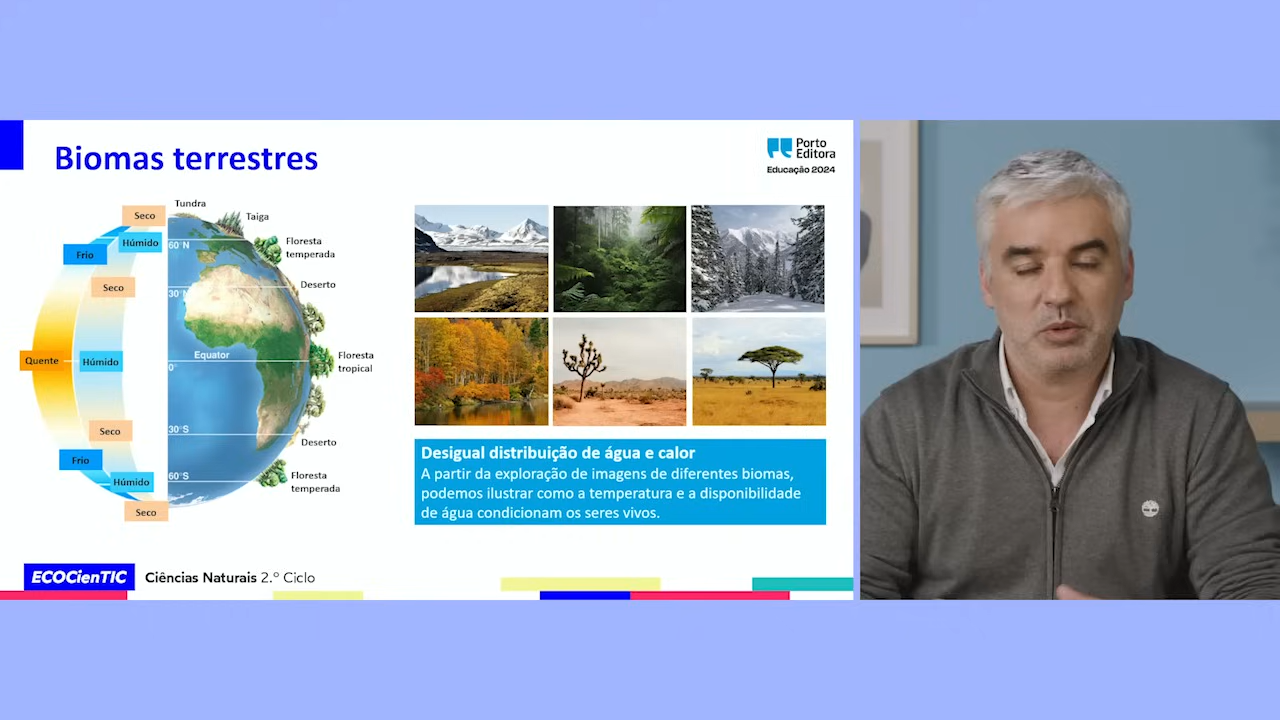 Biomas terrestres
Porto
Editora
Educação 2024
Tundra
Seco
Taiga
Húmido
60°N
Floresta
temperada
Frio
Seco
30°N
Deserto
Quente
Húmido
Equator
0°
Floresta
tropical
Seco
30°S
Deserto
Frio
Húmido
60°S
Floresta
temperada
Seco
Desigual distribuição de água e calor
A partir da exploração de imagens de diferentes biomas,
podemos ilustrar como a temperatura e a disponibilidade
de água condicionam os seres vivos.
ECOCienTIC
Ciências Naturais 2.º Ciclo